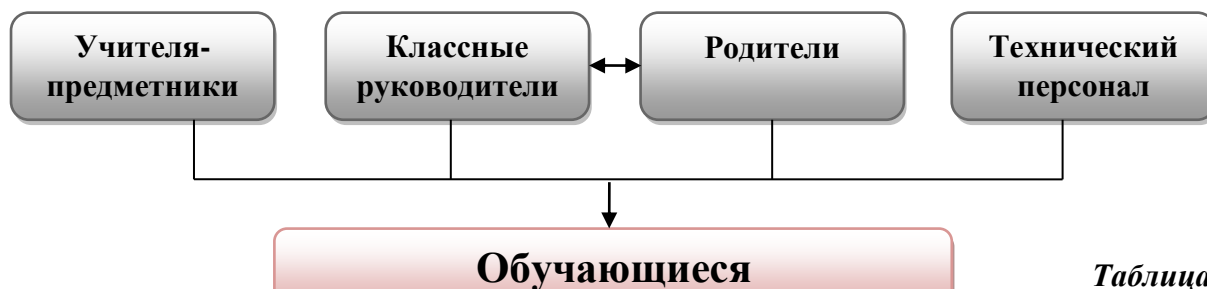 Учителя-
предметники
Классные
руководители
Родители
Технический
персонал
Обучающиеся
Таблица